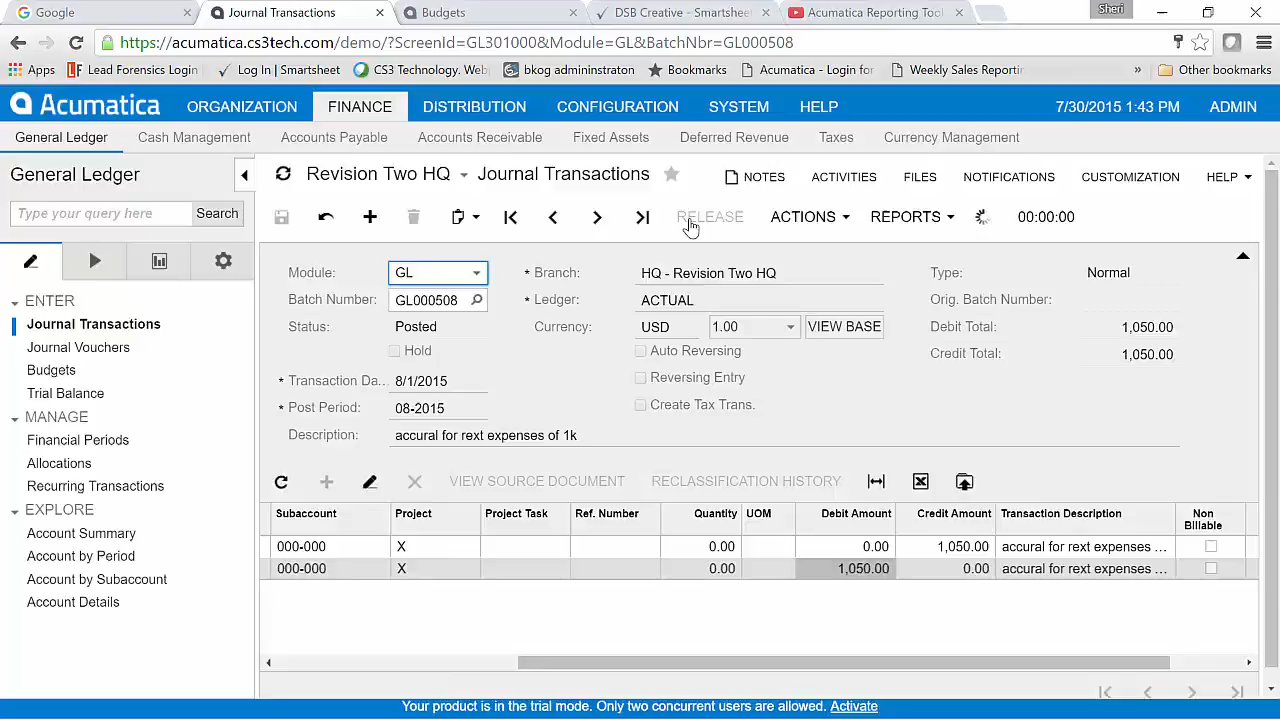 Google
Journal Transactions
Budgets
DSB Creative - Smartshee
Acumatica Reporting Tool
Sheri
https://acumatica.cs3tech.com/demo/?ScreenId=GL301000&Module=GL&BatchNbr=GL000508
Apps
Lead Forensics Login
Log In | Smartsheet
CS3 Technology. Web
bkog admininstraton
Bookmarks
Acumatica - Login for
Weekly Sales Reportin
»
Other bookmarks
Acumatica
ORGANIZATION
FINANCE
DISTRIBUTION
CONFIGURATION
SYSTEM
HELP
7/30/2015 1:43 PM
ADMIN
General Ledger
Cash Management
Accounts Payable
Accounts Receivable
Fixed Assets
Deferred Revenue
Taxes
Currency Management
General Ledger
Type your query here
Search
ENTER
Journal Transactions
Journal Vouchers
Budgets
Trial Balance
MANAGE
Financial Periods
Allocations
Recurring Transactions
EXPLORE
Account Summary
Account by Period
Account by Subaccount
Account Details
Revision Two HQ
Journal Transactions
NOTES
ACTIVITIES
FILES
NOTIFICATIONS
CUSTOMIZATION
HELP
RELEASE
ACTIONS
REPORTS
00:00:00
Module: GL
Batch Number: GL000508
Status: Posted
Hold
* Transaction Da... 8/1/2015
* Post Period: 08-2015
Description: accural for rext expenses of 1k
* Branch: HQ - Revision Two HQ
* Ledger: ACTUAL
Currency: USD 1.00 VIEW BASE
Auto Reversing
Reversing Entry
Create Tax Trans.
Type: Normal
Orig. Batch Number:
Debit Total: 1,050.00
Credit Total: 1,050.00
VIEW SOURCE DOCUMENT
RECLASSIFICATION HISTORY
Subaccount Project Project Task Ref. Number Quantity UOM Debit Amount Credit Amount Transaction Description Non Billable
000-000 X 0.00 0.00 1,050.00 accural for rext expenses ...
000-000 X 0.00 1,050.00 0.00 accural for rext expenses ...
Your product is in the trial mode. Only two concurrent users are allowed. Activate